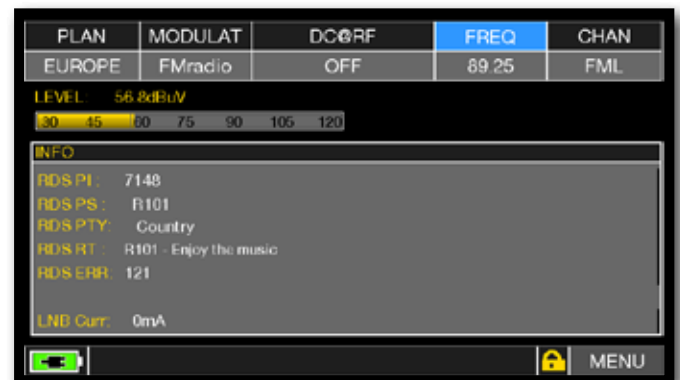 PLAN MODULAT DC@RF FREQ CHAN
EUROPE FMradio OFF 89.25 FML
LEVEL: 56.8dBuV
30 45 60 75 90 105 120
INFO
RDS PI : 7148
RDS PS : R101
RDS PTY: Country
RDS RT : R101 - Enjoy the music
RDS ERR: 121
LNB Curr: 0mA
MENU